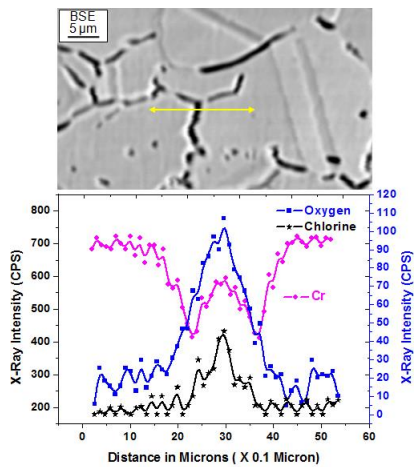 BSE
5 µm
X-Ray Intensity (CPS)
800
700
600
500
400
300
200
Oxygen
Chlorine
Cr
120
110
100
90
80
70
60
50
40
30
20
10
0
X-Ray Intensity (CPS)
0 10 20 30 40 50 60
Distance in Microns ( X 0.1 Micron)